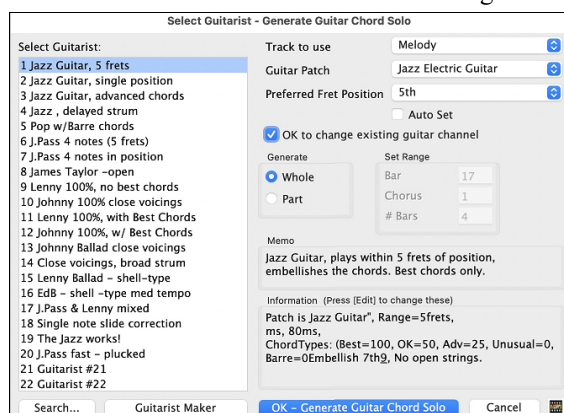 Select Guitarist - Generate Guitar Chord Solo
Select Guitarist:
1 Jazz Guitar, 5 frets
2 Jazz Guitar, single position
3 Jazz Guitar, advanced chords
4 Jazz , delayed strum
5 Pop w/Barre chords
6 J.Pass 4 notes (5 frets)
7 J.Pass 4 notes in position
8 James Taylor -open
9 Lenny 100%, no best chords
10 Johnny 100% close voicings
11 Lenny 100%, with Best Chords
12 Johnny 100%, w/ Best Chords
13 Johnny Ballad close voicings
14 Close voicings, broad strum
15 Lenny Ballad - shell-type
16 EdB - shell -type med tempo
17 J.Pass & Lenny mixed
18 Single note slide correction
19 The Jazz works!
20 J.Pass fast - plucked
21 Guitarist #21
22 Guitarist #22
Track to use
Melody
Guitar Patch
Jazz Electric Guitar
Preferred Fret Position
5th
Auto Set
OK to change existing guitar channel
Generate
Whole
Part
Set Range
Bar
17
Chorus
1
# Bars
4
Memo
Jazz Guitar, plays within 5 frets of position,
embellishes the chords. Best chords only.
Information (Press [Edit] to change these)
Patch is Jazz Guitar", Range=5frets,
ms, 80ms,
ChordTypes: (Best=100, OK=50, Adv=25, Unusual=0,
Barre=0Embellish 7th9, No open strings.
Search...
Guitarist Maker
OK - Generate Guitar Chord Solo
Cancel